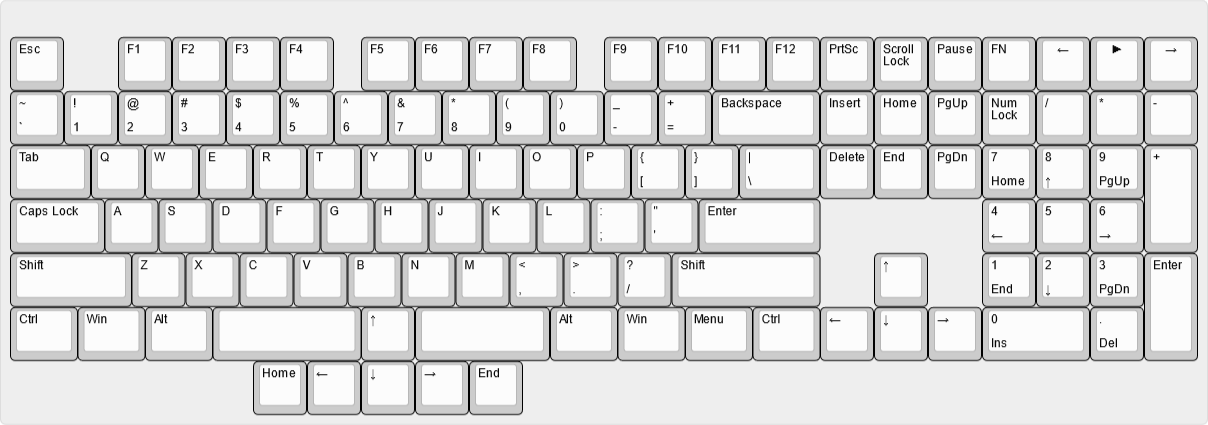 Esc F1 F2 F3 F4 F5 F6 F7 F8 F9 F10 F11 F12 PrtSc Scroll Pause FN ← ► →
Lock
~ ! @ # $ % ^ & * ( ) _ + Backspace Insert Home PgUp Num / * -
Lock
` 1 2 3 4 5 6 7 8 9 0 - =
Tab Q W E R T Y U I O P { } | Delete End PgDn 7 8 9 +
[ ] \ Home ↑ PgUp
Caps Lock A S D F G H J K L : " Enter 4 5 6
; ' ← →
Shift Z X C V B N M < > ? Shift ↑ 1 2 3 Enter
, . / End ↓ PgDn
Ctrl Win Alt ↑ Alt Win Menu Ctrl ← ↓ → 0 .
Ins Del
Home ← ↓ → End